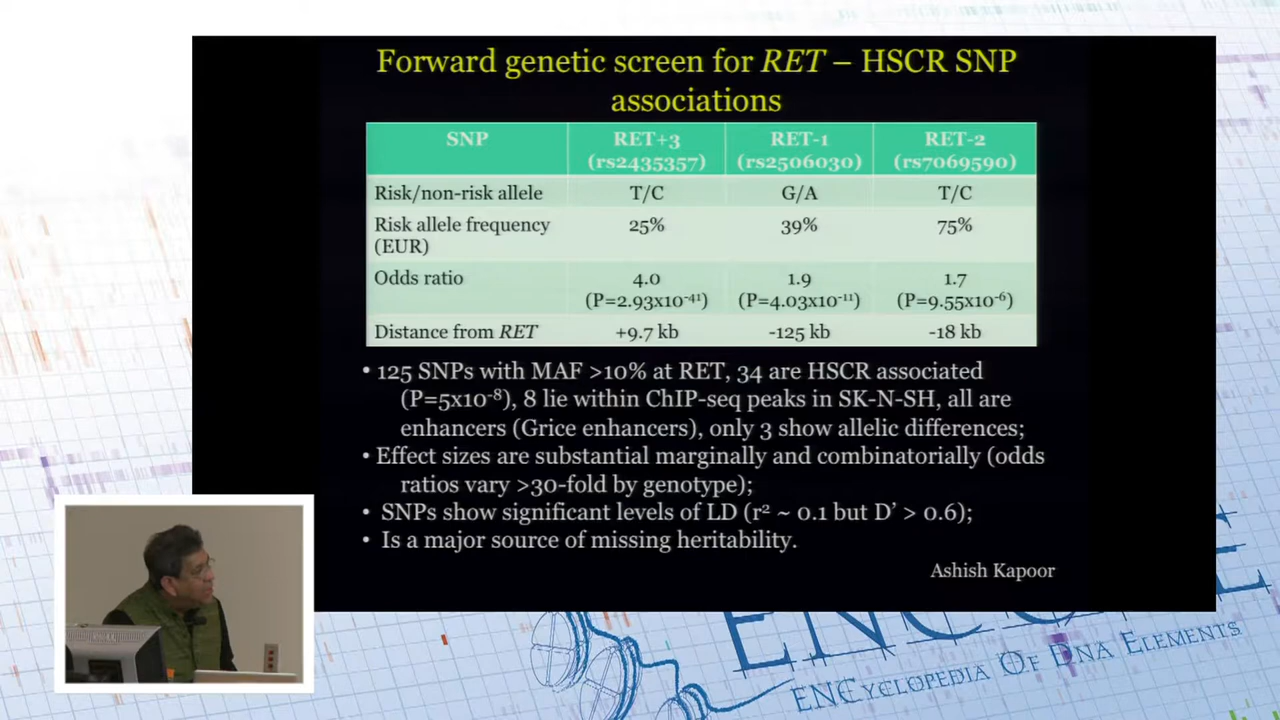 Forward genetic screen for RET – HSCR SNP
associations
SNP RET+3 (rs2435357) RET-1 (rs2506030) RET-2 (rs7069590)
Risk/non-risk allele T/C G/A T/C
Risk allele frequency (EUR) 25% 39% 75%
Odds ratio 4.0 (P=2.93x10⁻⁴¹) 1.9 (P=4.03x10⁻¹¹) 1.7 (P=9.55x10⁻⁶)
Distance from RET +9.7 kb -125 kb -18 kb
• 125 SNPs with MAF >10% at RET, 34 are HSCR associated
(P=5x10⁻⁸), 8 lie within ChIP-seq peaks in SK-N-SH, all are
enhancers (Grice enhancers), only 3 show allelic differences;
• Effect sizes are substantial marginally and combinatorially (odds
ratios vary >30-fold by genotype);
• SNPs show significant levels of LD (r² ~ 0.1 but D’ > 0.6);
• Is a major source of missing heritability.
Ashish Kapoor
ENCyclopedia Of DNA Elements